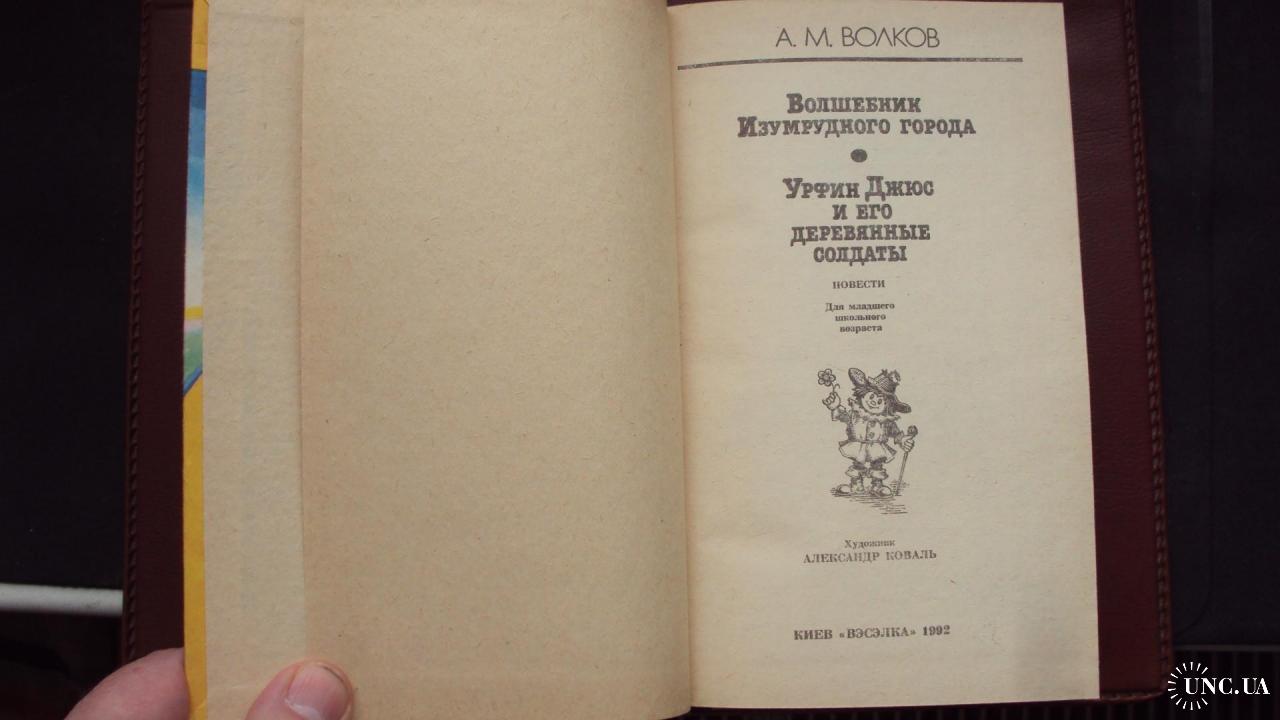 А. М. ВОЛКОВ
ВОЛШЕБНИК
ИЗУМРУДНОГО ГОРОДА
УРФИН ДЖЮС
И ЕГО
ДЕРЕВЯННЫЕ
СОЛДАТЫ
ПОВЕСТИ
Для младшего
школьного
возраста
Художник
АЛЕКСАНДР КОВАЛЬ
КИЕВ «ВЭСЭЛКА» 1992
UNC.UA